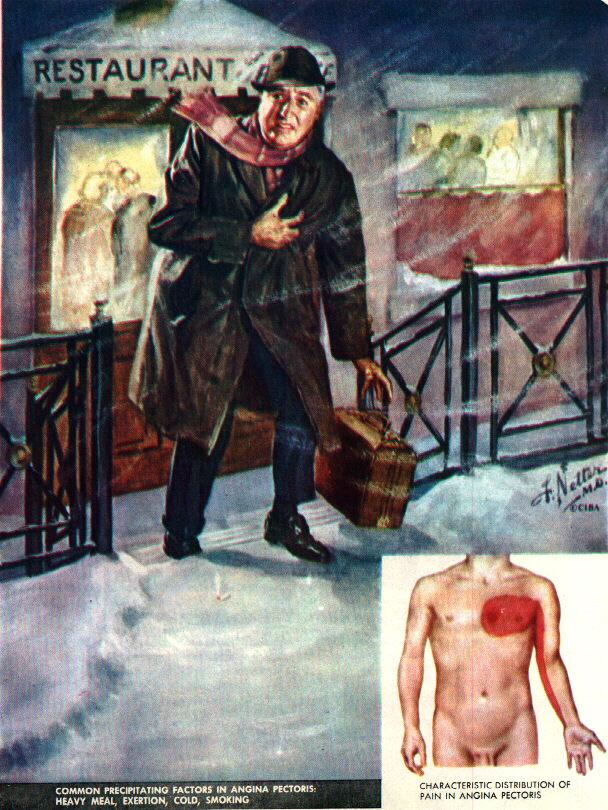 RESTAURANT
F. Netter
M.D.
©CIBA
COMMON PRECIPITATING FACTORS IN ANGINA PECTORIS:
HEAVY MEAL, EXERTION, COLD, SMOKING
CHARACTERISTIC DISTRIBUTION OF
PAIN IN ANGINA PECTORIS